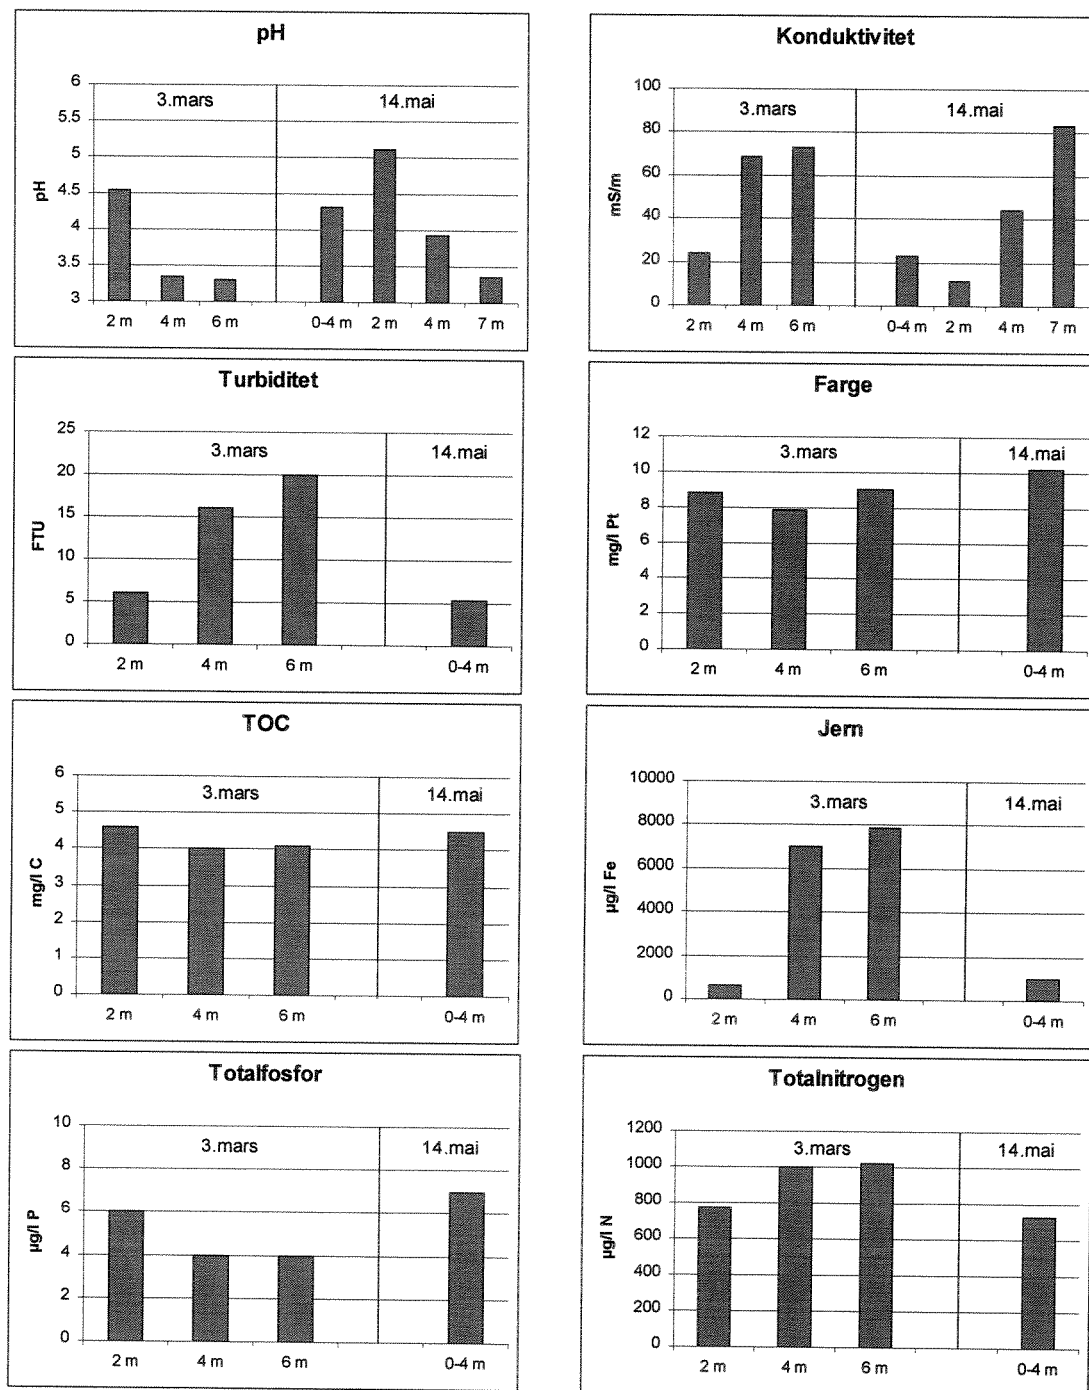 pH
6
5.5
5
4.5
4
3.5
3
pH
3.mars
14.mai
2 m 4 m 6 m 0-4 m 2 m 4 m 7 m
Konduktivitet
100
80
60
40
20
0
mS/m
3.mars
14.mai
2 m 4 m 6 m 0-4 m 2 m 4 m 7 m
Turbiditet
25
20
15
10
5
0
FTU
3.mars
14.mai
2 m 4 m 6 m 0-4 m
Farge
12
10
8
6
4
2
0
mg/l Pt
3.mars
14.mai
2 m 4 m 6 m 0-4 m
TOC
6
5
4
3
2
1
0
mg/l C
3.mars
14.mai
2 m 4 m 6 m 0-4 m
Jern
10000
8000
6000
4000
2000
0
µg/l Fe
3.mars
14.mai
2 m 4 m 6 m 0-4 m
Totalfosfor
10
8
6
4
2
0
µg/l P
3.mars
14.mai
2 m 4 m 6 m 0-4 m
Totalnitrogen
1200
1000
800
600
400
200
0
µg/l N
3.mars
14.mai
2 m 4 m 6 m 0-4 m